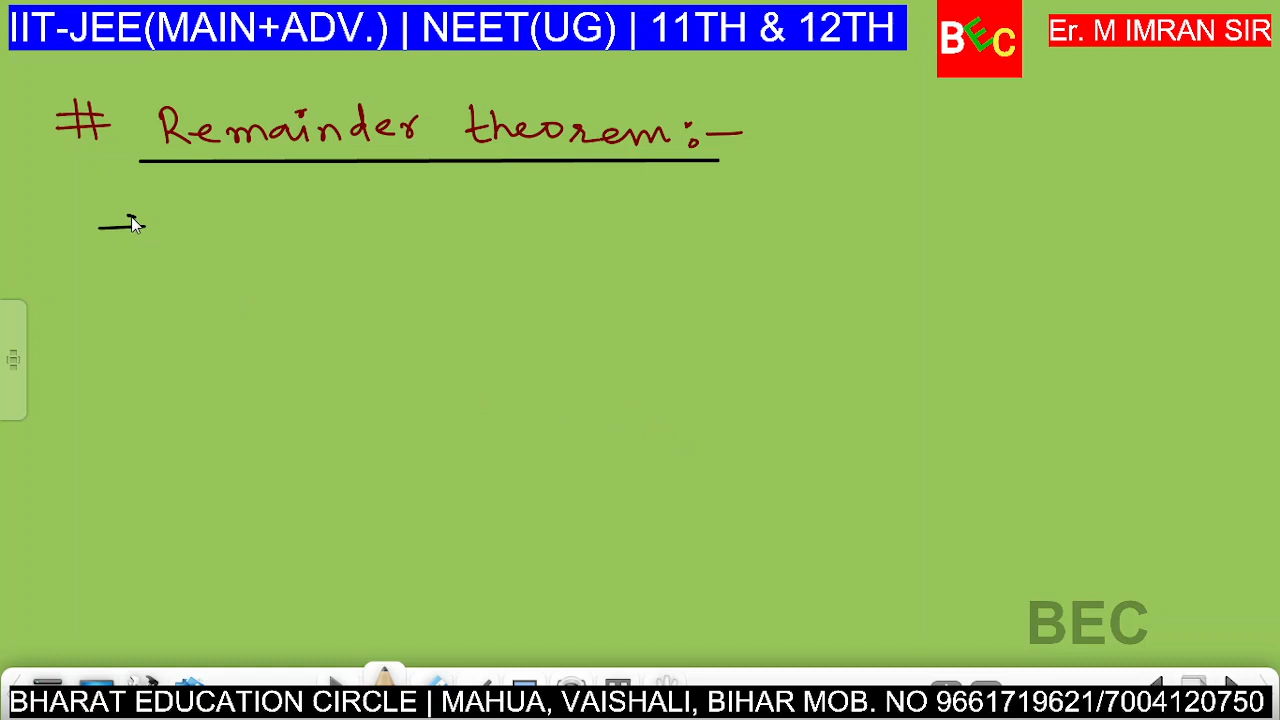 IIT-JEE(MAIN+ADV.) | NEET(UG) | 11TH & 12TH
BEC
Er. M IMRAN SIR
# Remainder theorem:-
→
BEC
BHARAT EDUCATION CIRCLE | MAHUA, VAISHALI, BIHAR MOB. NO 9661719621/7004120750